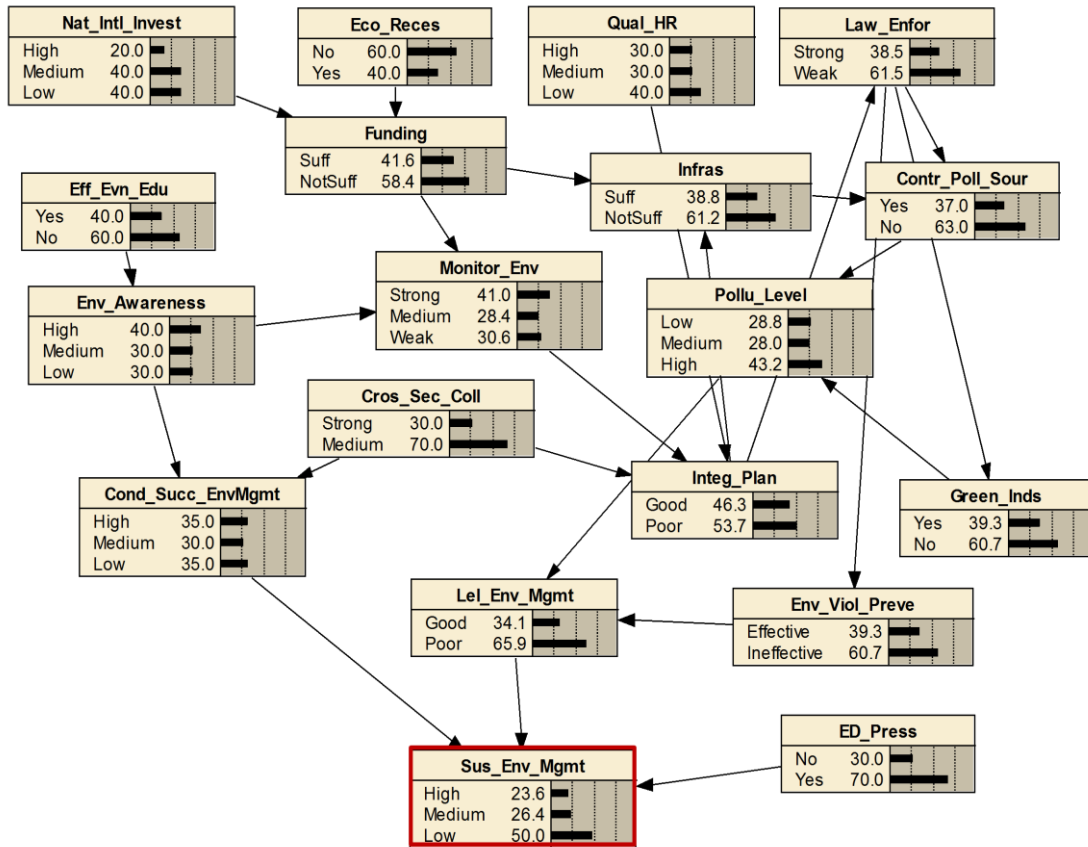 Nat_Intl_Invest
High 20.0
Medium 40.0
Low 40.0
Eco_Reces
No 60.0
Yes 40.0
Qual_HR
High 30.0
Medium 30.0
Low 40.0
Law_Enfor
Strong 38.5
Weak 61.5
Funding
Suff 41.6
NotSuff 58.4
Infras
Suff 38.8
NotSuff 61.2
Contr_Poll_Sour
Yes 37.0
No 63.0
Eff_Evn_Edu
Yes 40.0
No 60.0
Monitor_Env
Strong 41.0
Medium 28.4
Weak 30.6
Pollu_Level
Low 28.8
Medium 28.0
High 43.2
Env_Awareness
High 40.0
Medium 30.0
Low 30.0
Cros_Sec_Coll
Strong 30.0
Medium 70.0
Integ_Plan
Good 46.3
Poor 53.7
Cond_Succ_EnvMgmt
High 35.0
Medium 30.0
Low 35.0
Green_Inds
Yes 39.3
No 60.7
Lel_Env_Mgmt
Good 34.1
Poor 65.9
Env_Viol_Preve
Effective 39.3
Ineffective 60.7
ED_Press
No 30.0
Yes 70.0
Sus_Env_Mgmt
High 23.6
Medium 26.4
Low 50.0